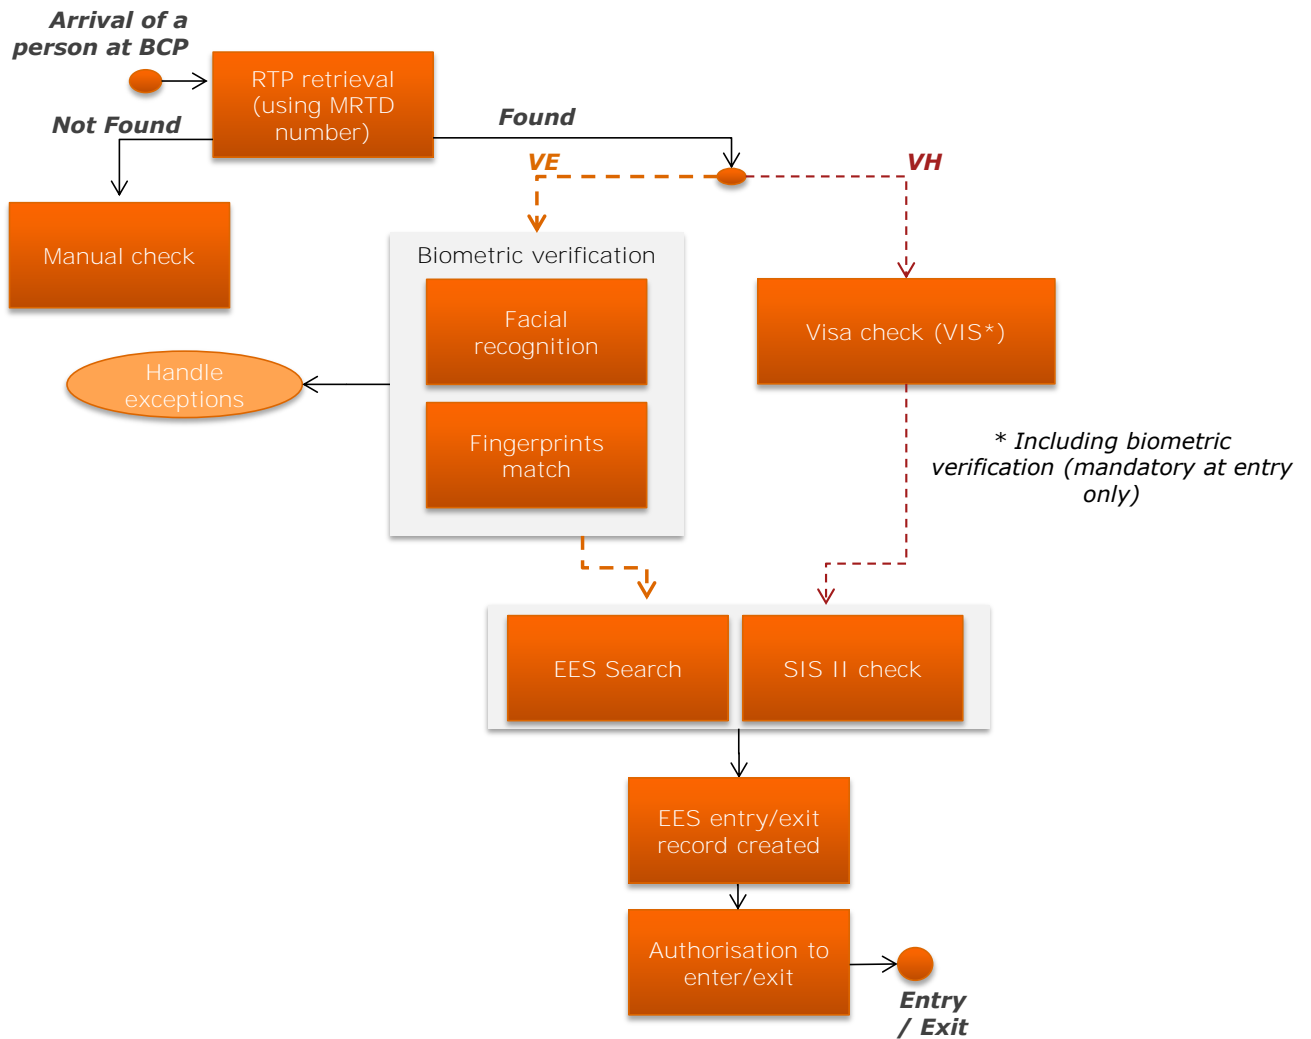 Arrival of a
person at BCP
RTP retrieval
(using MRTD
number)
Not Found
Found
VE
VH
Manual check
Biometric verification
Facial
recognition
Visa check (VIS*)
Handle
exceptions
Fingerprints
match
* Including biometric
verification (mandatory at entry
only)
EES Search
SIS II check
EES entry/exit
record created
Authorisation to
enter/exit
Entry
/ Exit